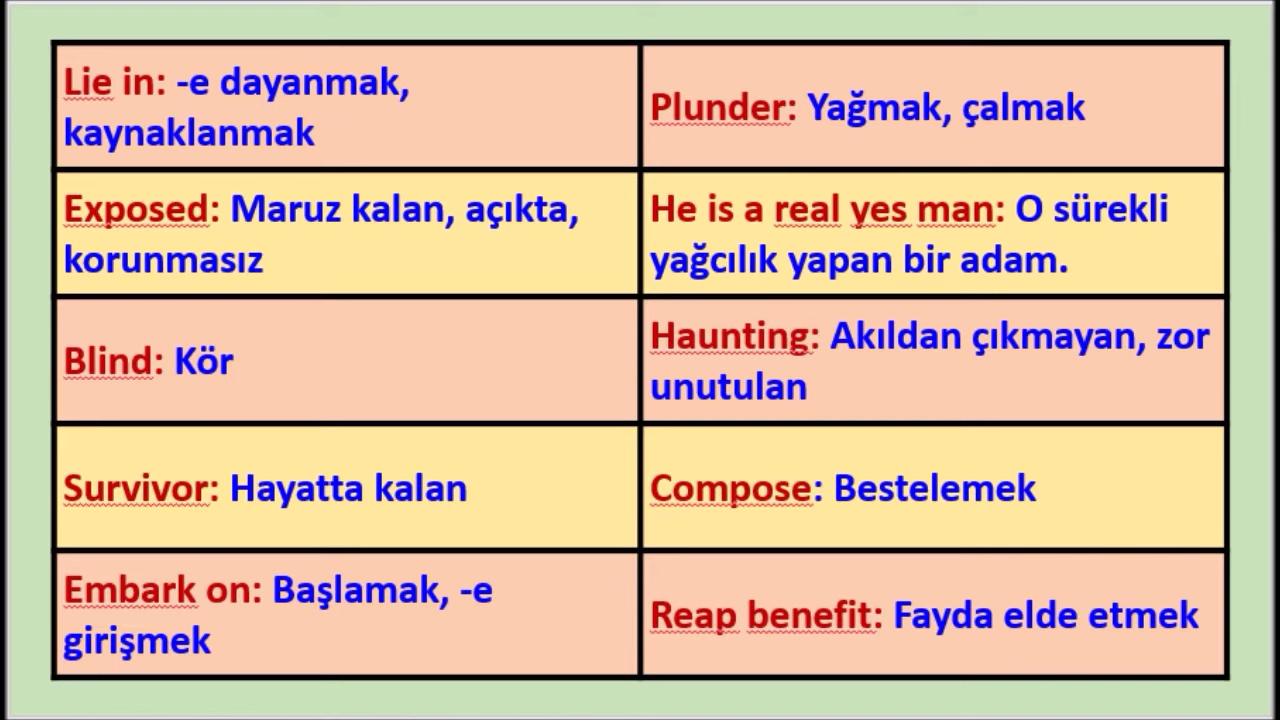 Lie in: -e dayanmak,
kaynaklanmak
Plunder: Yağmak, çalmak
Exposed: Maruz kalan, açıkta,
korunmasız
He is a real yes man: O sürekli
yağcılık yapan bir adam.
Blind: Kör
Haunting: Akıldan çıkmayan, zor
unutulan
Survivor: Hayatta kalan
Compose: Bestelemek
Embark on: Başlamak, -e
girişmek
Reap benefit: Fayda elde etmek